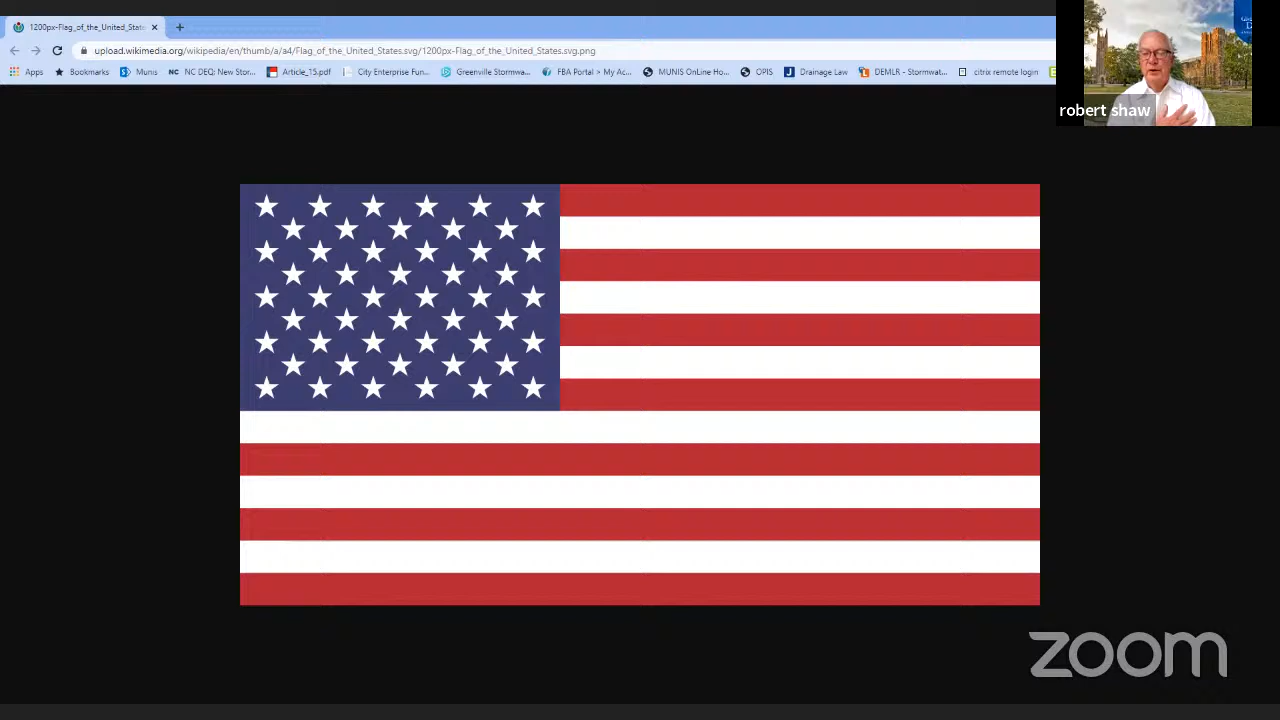 1200px-Flag_of_the_United_State
upload.wikimedia.org/wikipedia/en/thumb/a/a4/Flag_of_the_United_States.svg/1200px-Flag_of_the_United_States.svg.png
Apps Bookmarks Munis NC DEQ: New Stor... Article_15.pdf City Enterprise Fun... Greenville Stormwa... FBA Portal > My Ac... MUNIS OnLine Ho... OPIS Drainage Law DEMLR - Stormwat... citrix remote login
robert shaw
zoom